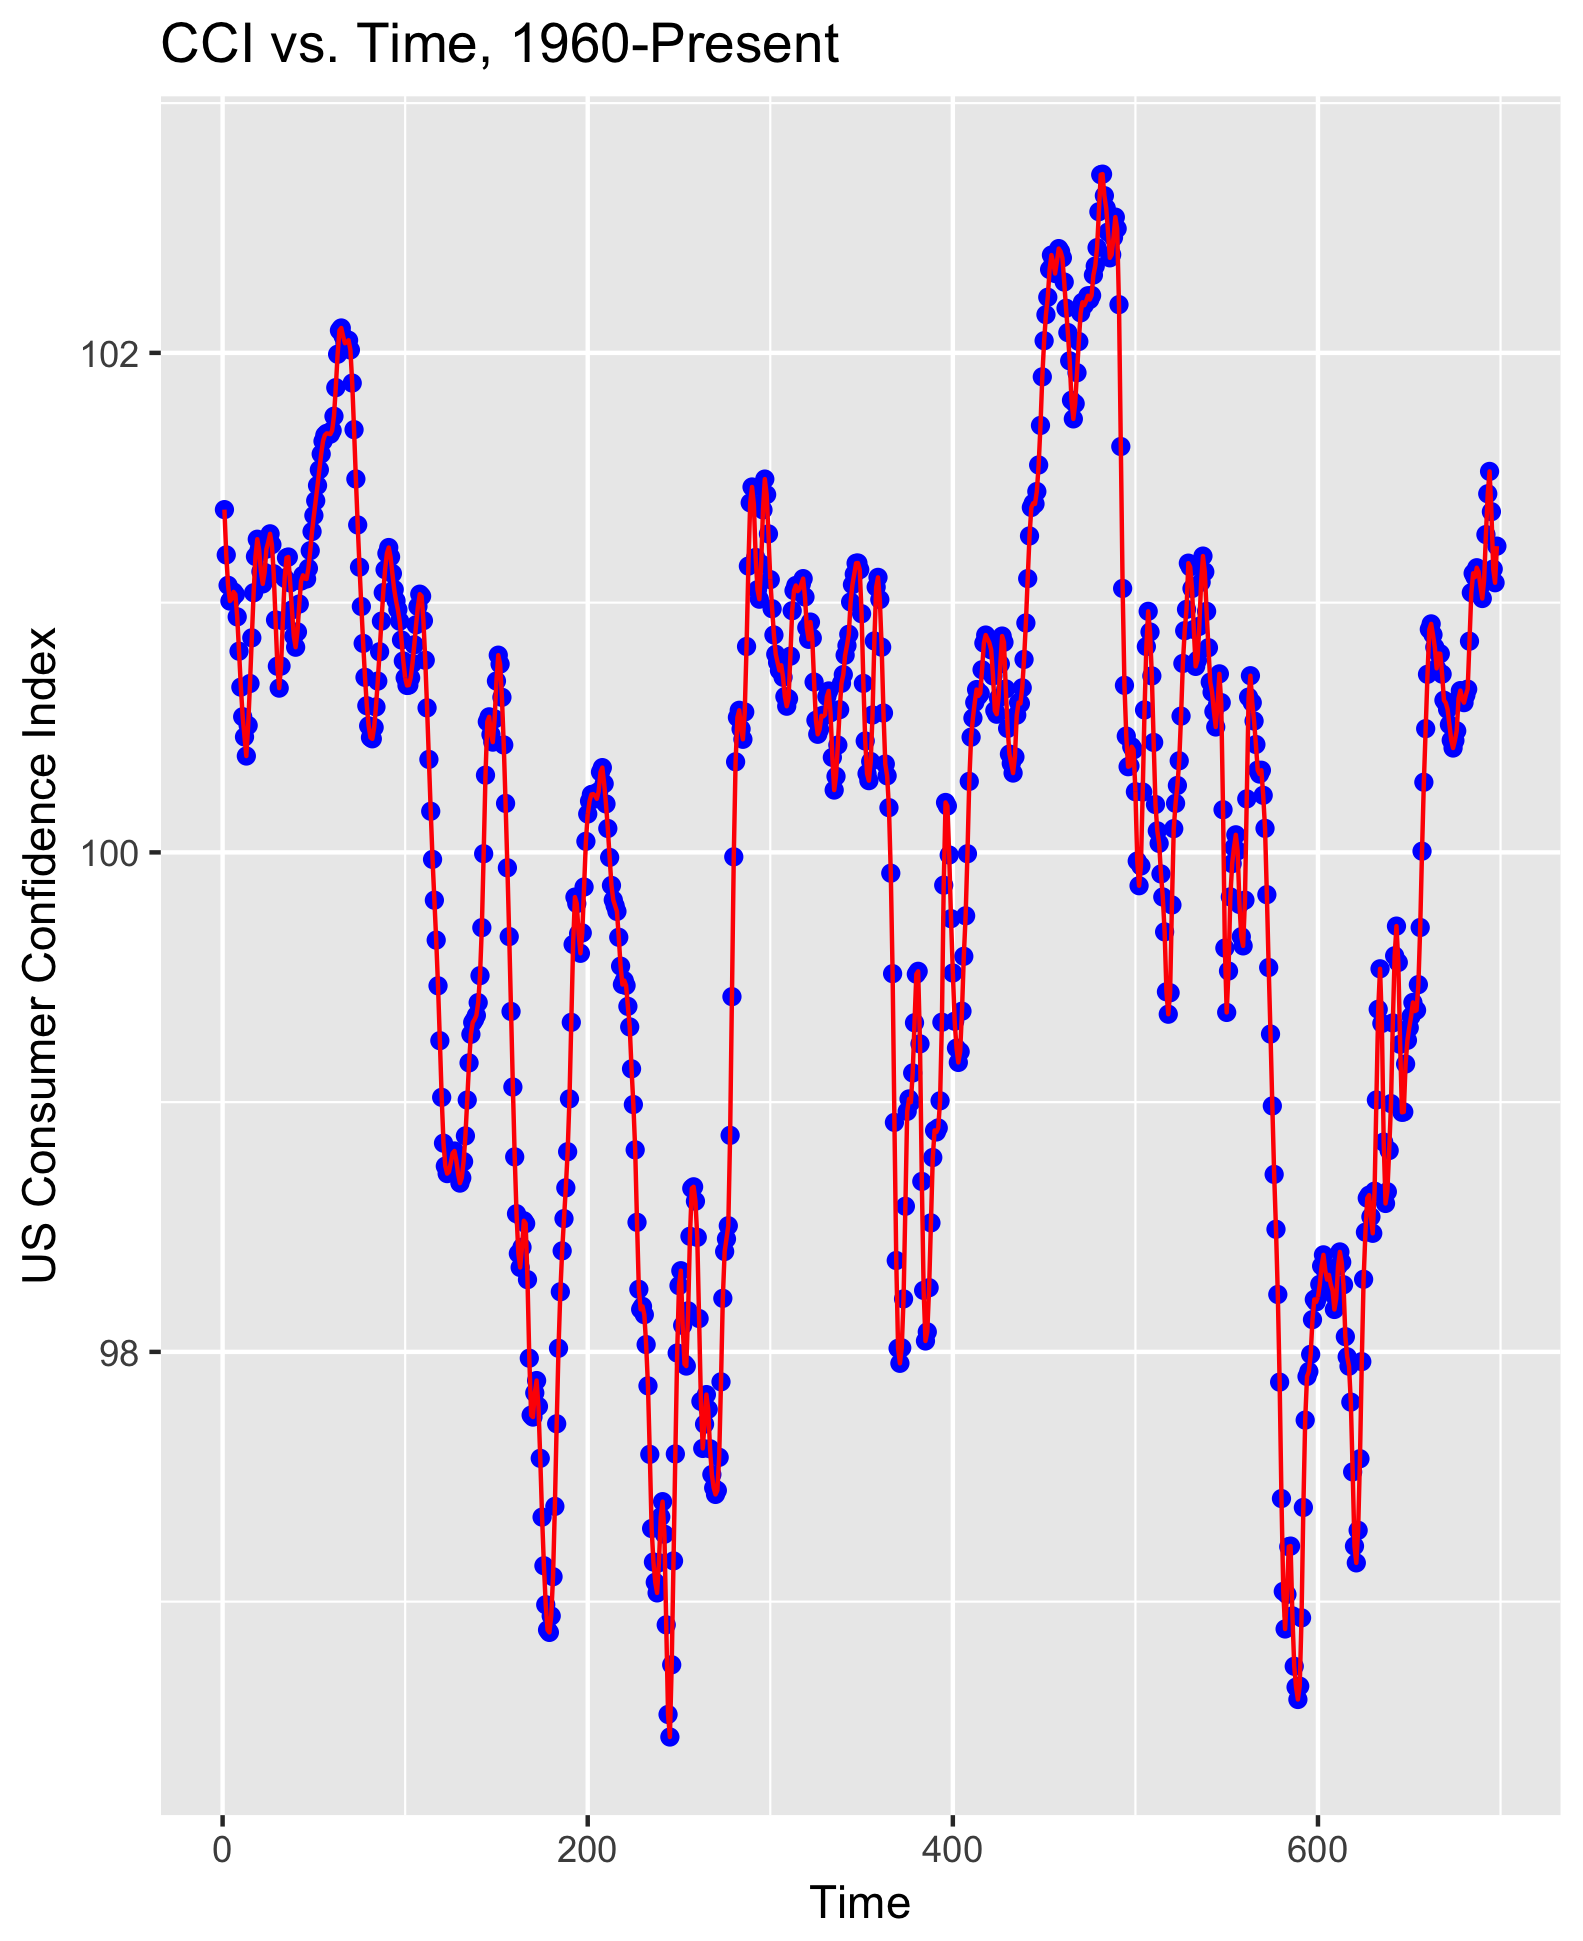 CCI vs. Time, 1960-Present
US Consumer Confidence Index
102
100
98
0 200 400 600
Time